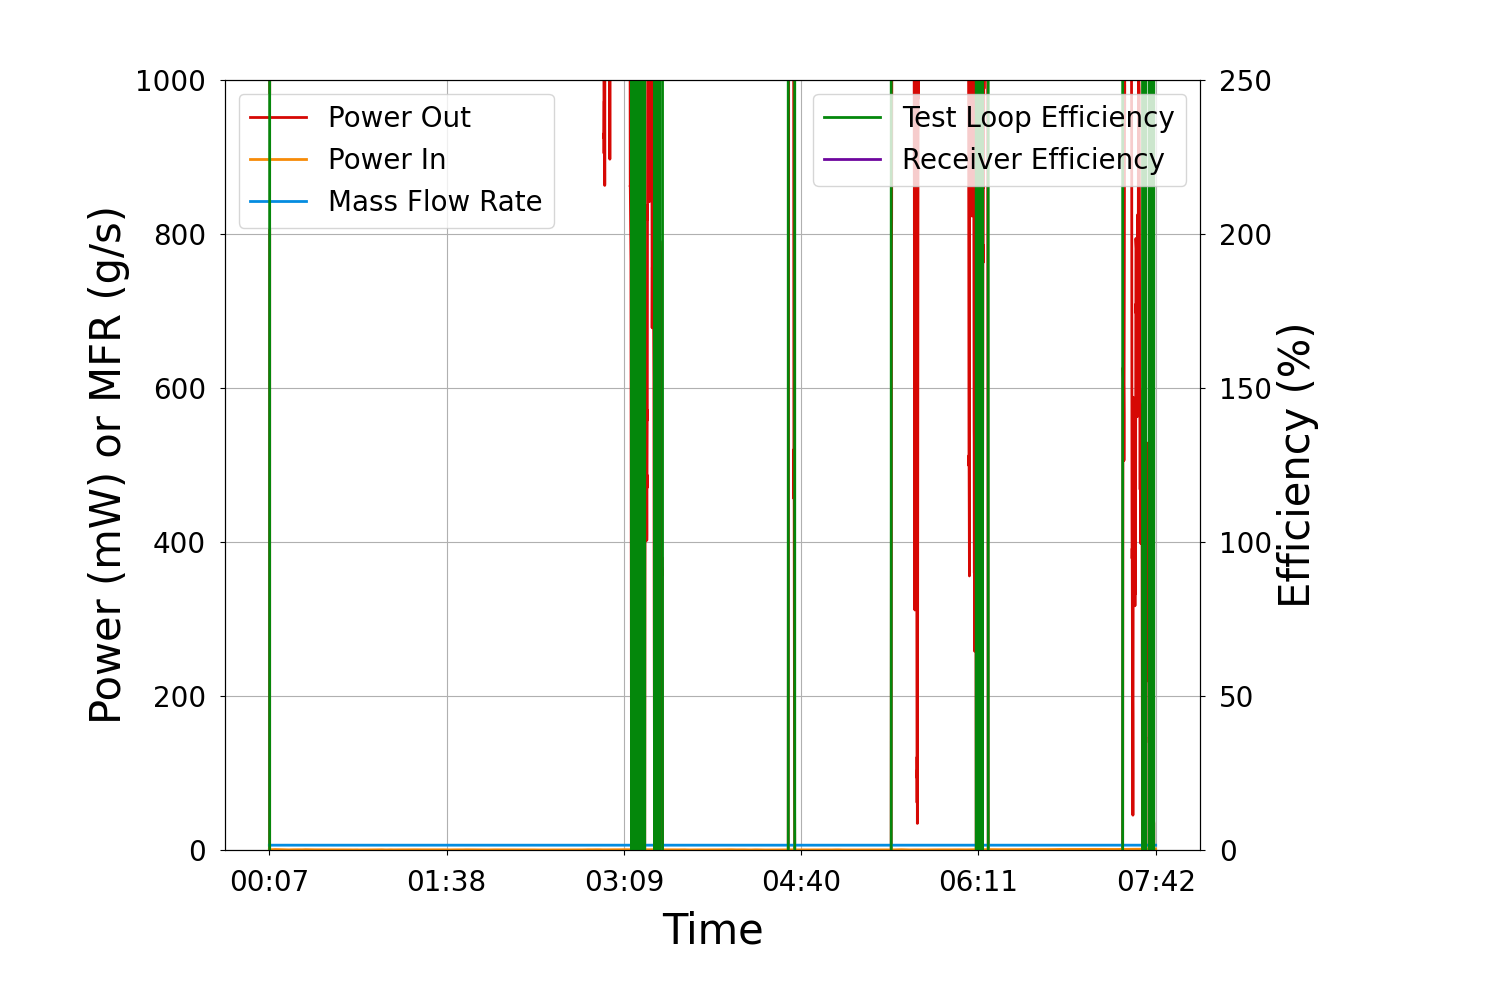 1000
800
600
400
200
0
Power (mW) or MFR (g/s)
Power Out
Power In
Mass Flow Rate
Test Loop Efficiency
Receiver Efficiency
250
200
150
100
50
0
Efficiency (%)
00:07 01:38 03:09 04:40 06:11 07:42
Time